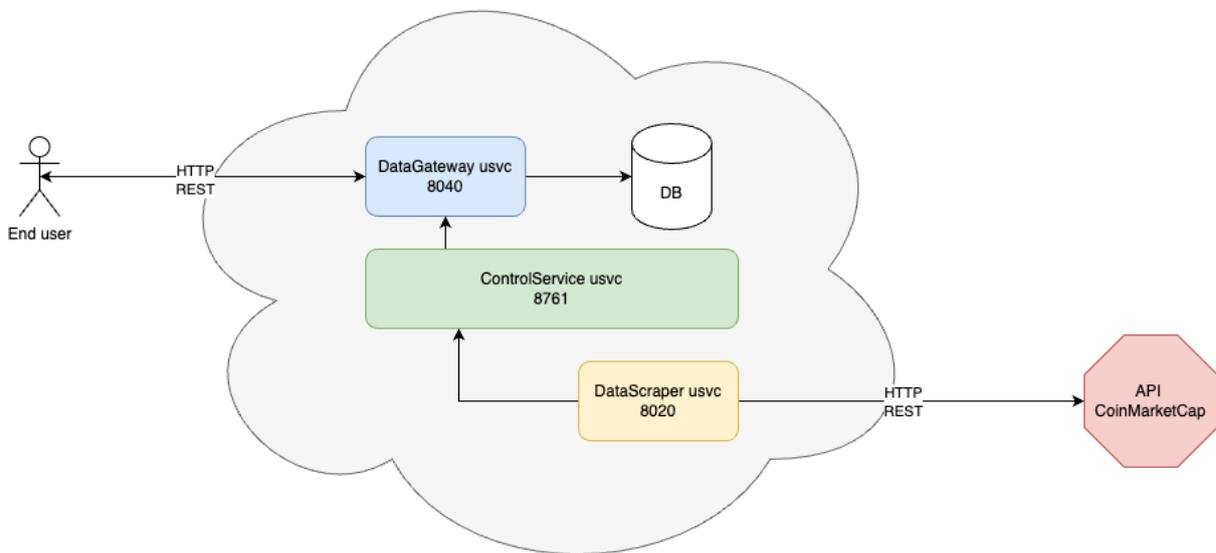 HTTP
REST
End user
DataGateway usvc
8040
DB
ControlService usvc
8761
DataScraper usvc
8020
HTTP
REST
API
CoinMarketCap